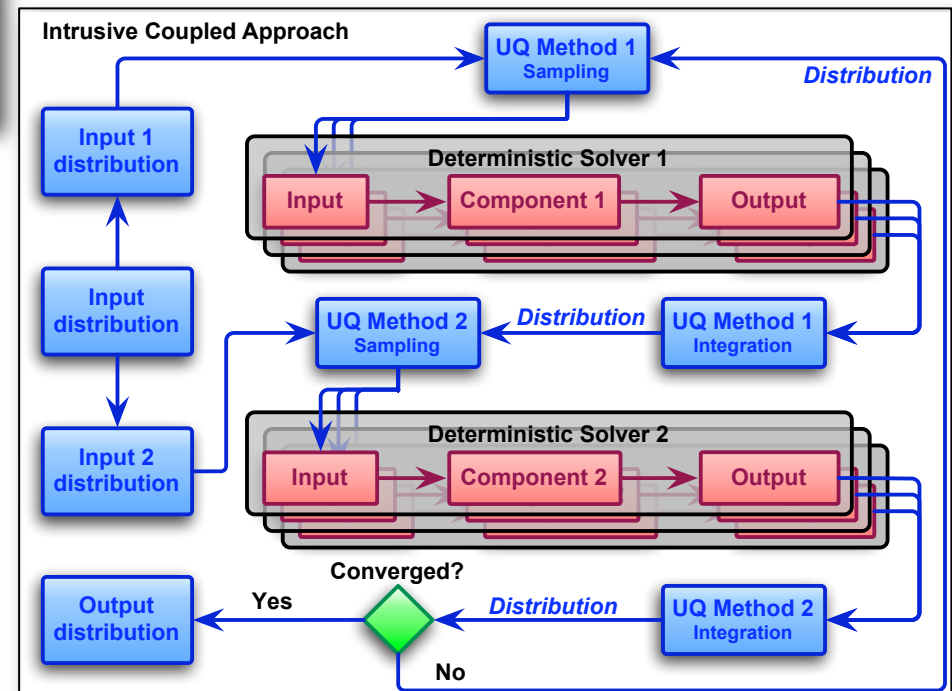 Intrusive Coupled Approach
UQ Method 1
Sampling
Distribution
Input 1
distribution
Deterministic Solver 1
Input
Component 1
Output
Input
distribution
UQ Method 2
Sampling
Distribution
UQ Method 1
Integration
Deterministic Solver 2
Input 2
distribution
Input
Component 2
Output
Converged?
Output
distribution
Yes
Distribution
UQ Method 2
Integration
No